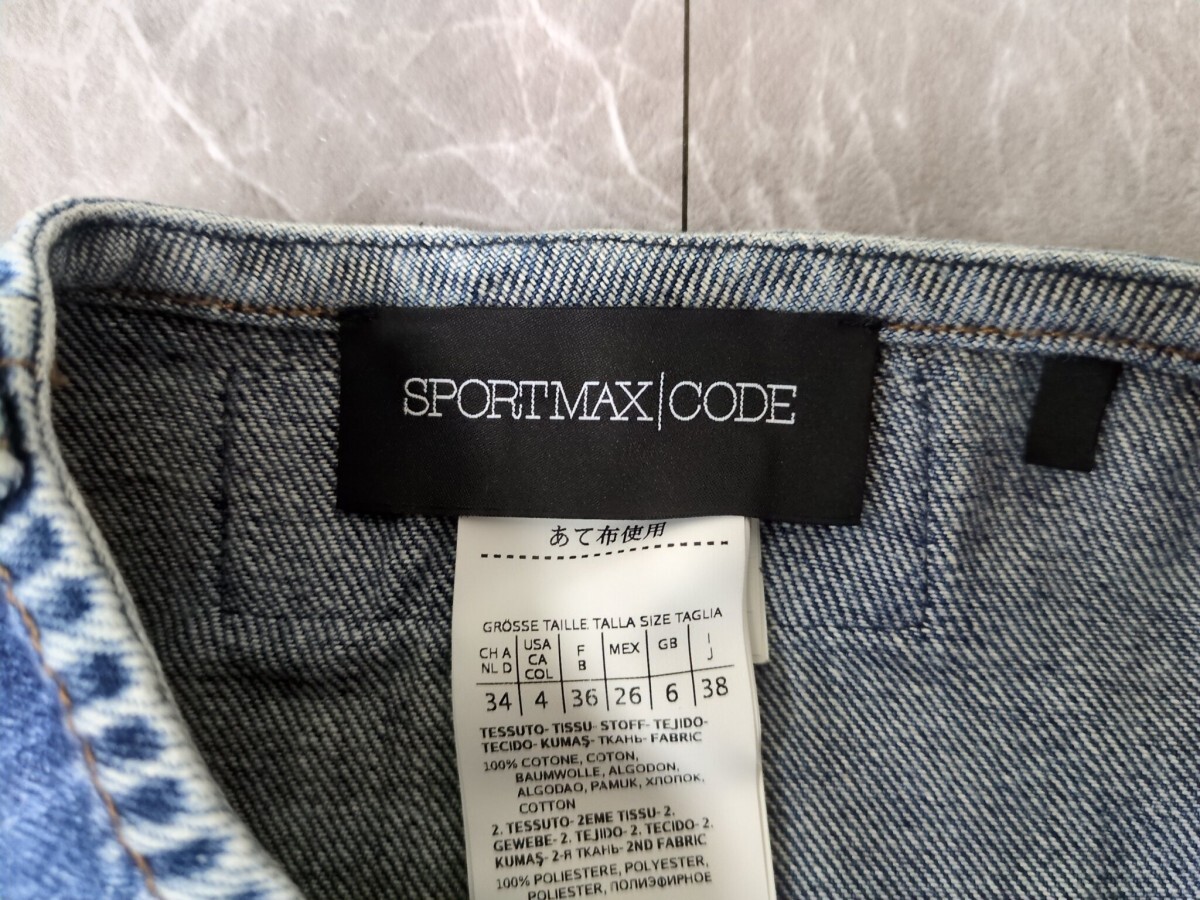 SPORTMAX|CODE
あて布使用
GRÖSSE TAILLE TALLA SIZE TAGLIA
CH A NL D | USA CA COL | F B | MEX | GB | I J
34 | 4 | 36 | 26 | 6 | 38
TESSUTO- TISSU- STOFF- TEJIDO-
TECIDO- KUMAŞ- ТКАНЬ- FABRIC
100% COTONE, COTON,
BAUMWOLLE, ALGODON,
ALGODAO, PAMUK, ХЛОПОК,
COTTON
2. TESSUTO- 2EME TISSU- 2.
GEWEBE- 2. TEJIDO- 2. TECIDO- 2.
KUMAŞ- 2-Я ТКАНЬ- 2ND FABRIC
100% POLIESTERE, POLYESTER,
POLIESTER, ПОЛИЭФИРНОЕ